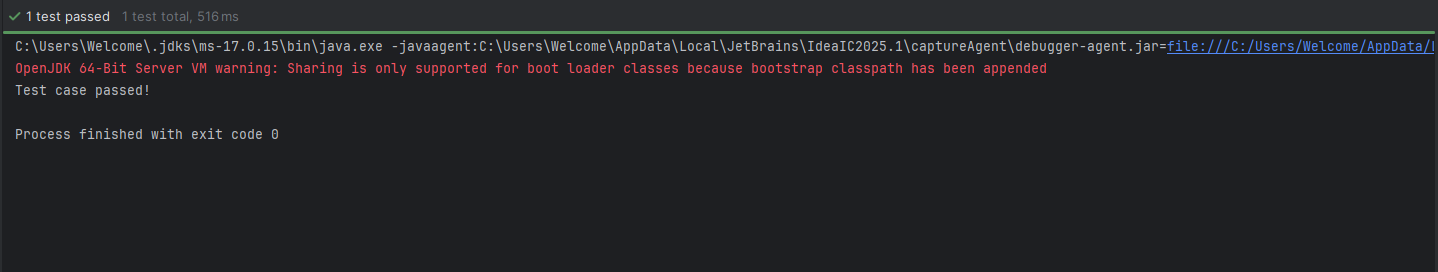 1 test passed 1 test total, 516 ms
C:\Users\Welcome\.jdks\ms-17.0.15\bin\java.exe -javaagent:C:\Users\Welcome\AppData\Local\JetBrains\IdeaIC2025.1\captureAgent\debugger-agent.jar=file:///C:/Users/Welcome/AppData/
OpenJDK 64-Bit Server VM warning: Sharing is only supported for boot loader classes because bootstrap classpath has been appended
Test case passed!
Process finished with exit code 0